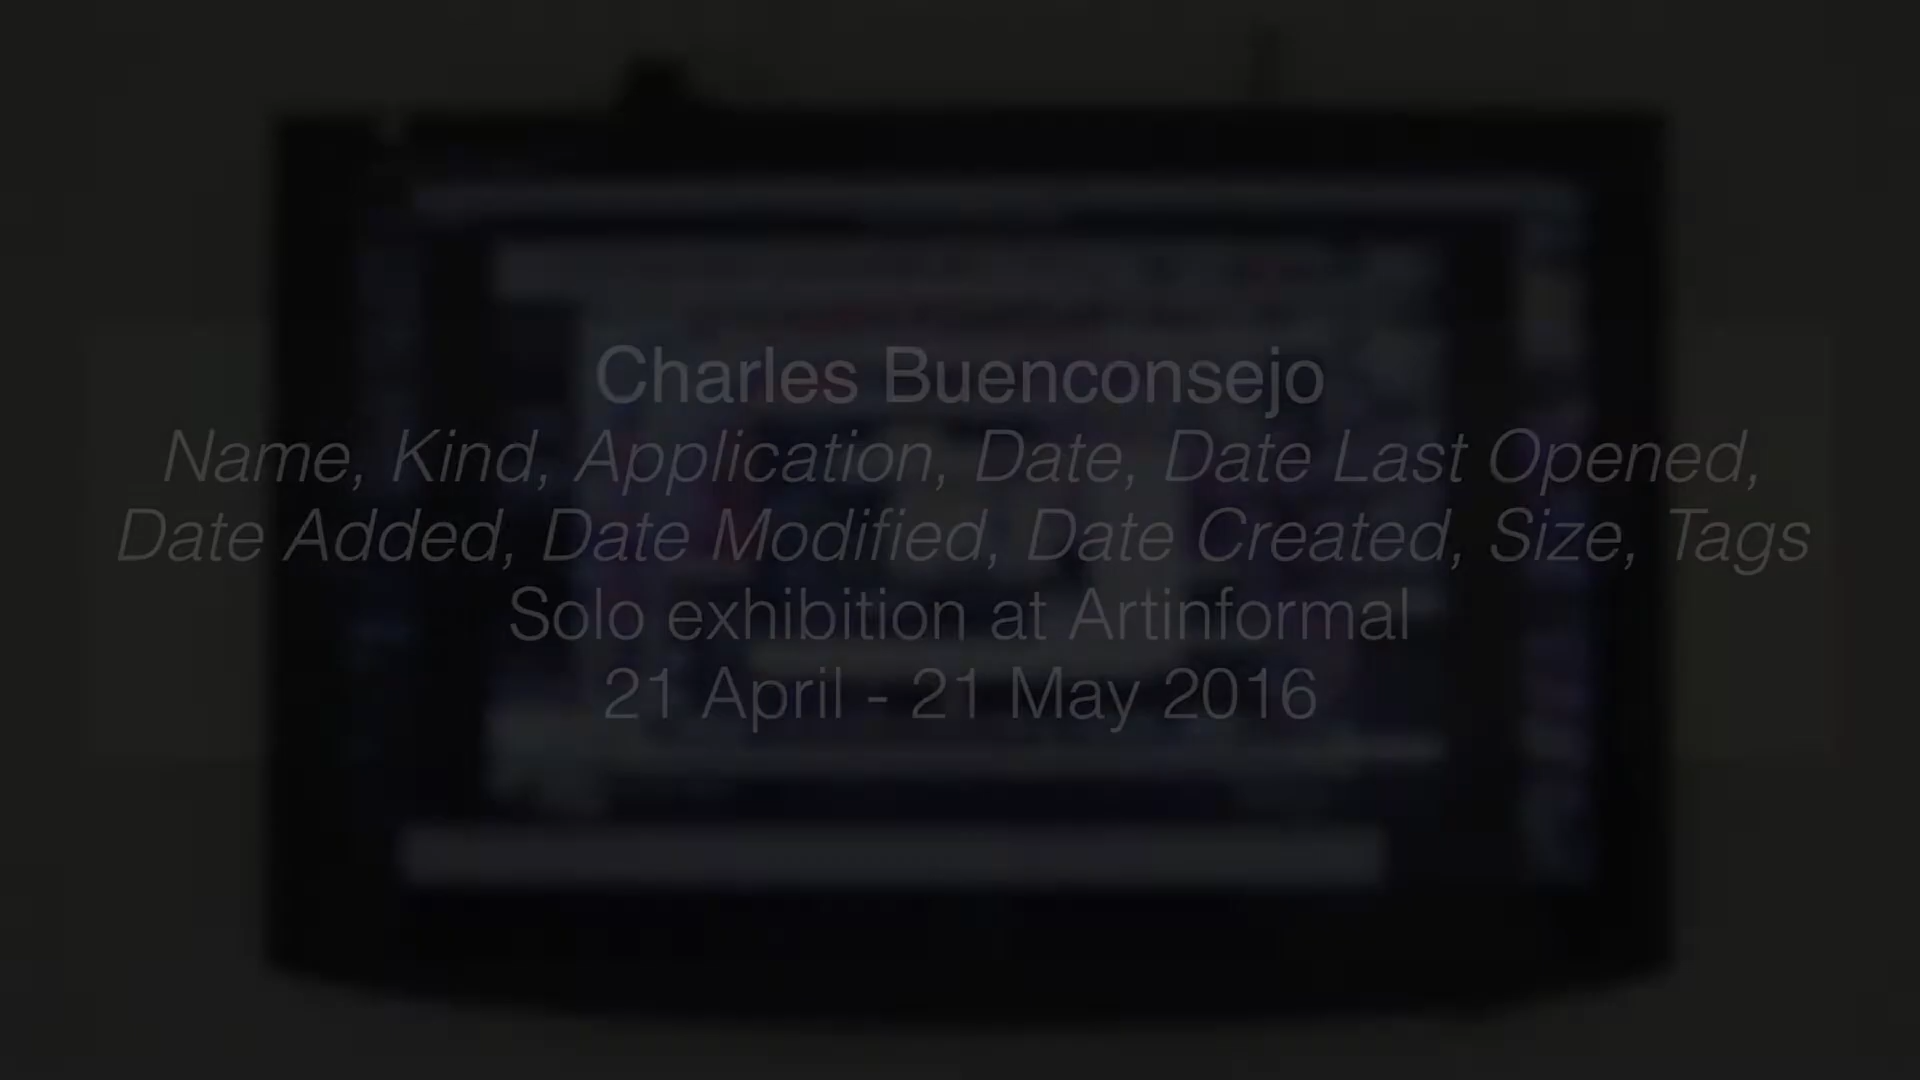 Charles Buenconsejo
Name, Kind, Application, Date, Date Last Opened,
Date Added, Date Modified, Date Created, Size, Tags
Solo exhibition at Artinformal
21 April - 21 May 2016